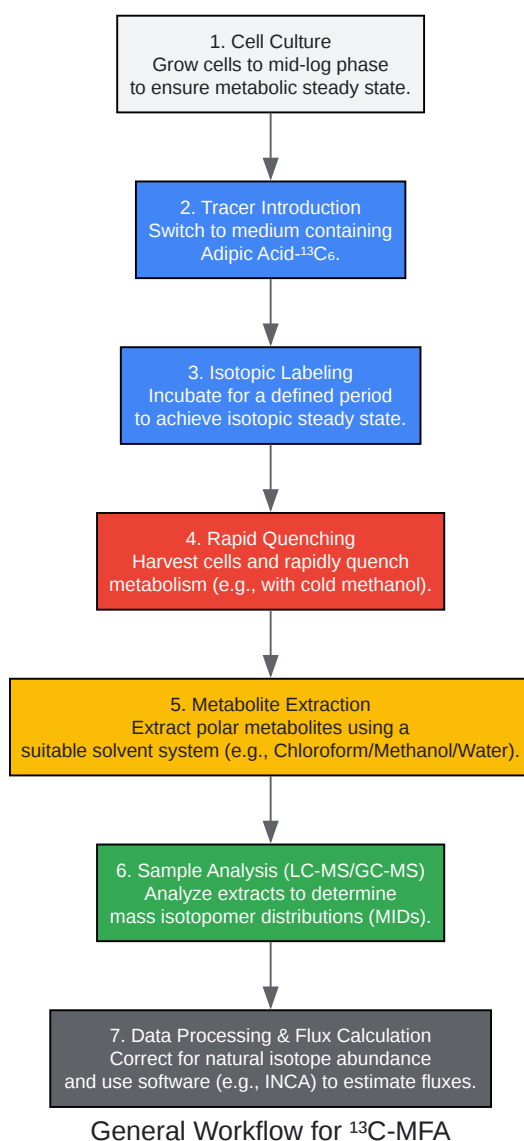 1. Cell Culture
Grow cells to mid-log phase
to ensure metabolic steady state.
2. Tracer Introduction
Switch to medium containing
Adipic Acid-¹³C₆.
3. Isotopic Labeling
Incubate for a defined period
to achieve isotopic steady state.
4. Rapid Quenching
Harvest cells and rapidly quench
metabolism (e.g., with cold methanol).
5. Metabolite Extraction
Extract polar metabolites using a
suitable solvent system (e.g., Chloroform/Methanol/Water).
6. Sample Analysis (LC-MS/GC-MS)
Analyze extracts to determine
mass isotopomer distributions (MIDs).
7. Data Processing & Flux Calculation
Correct for natural isotope abundance
and use software (e.g., INCA) to estimate fluxes.
General Workflow for ¹³C-MFA